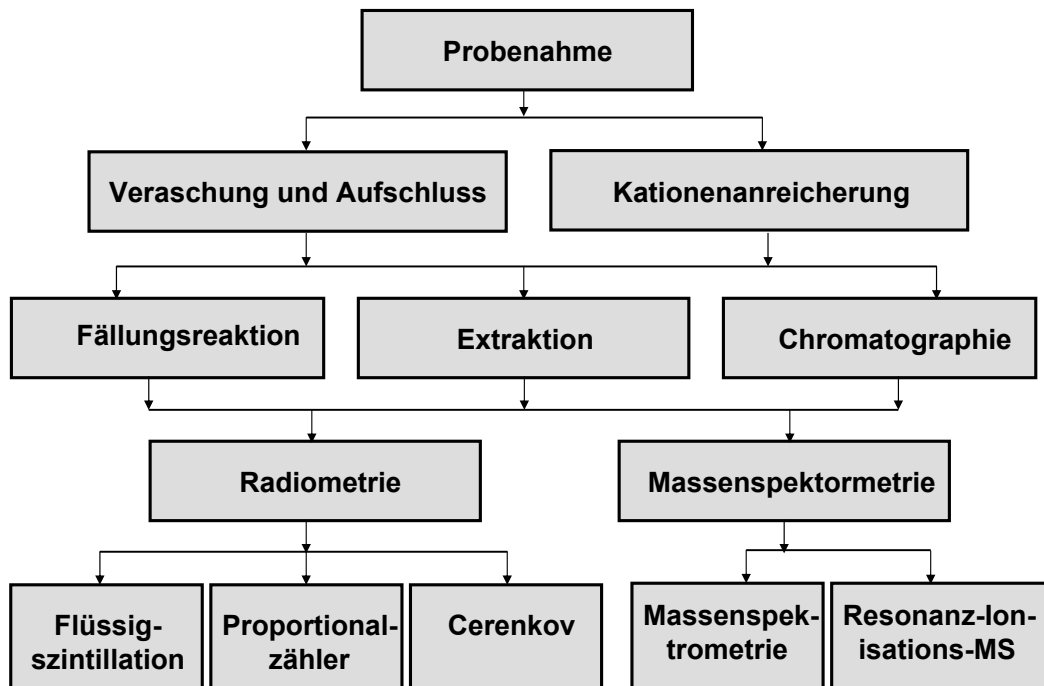 Probenahme
Veraschung und Aufschluss
Kationenanreicherung
Fällungsreaktion
Extraktion
Chromatographie
Radiometrie
Massenspektormetrie
Flüssig-
szintillation
Proportional-
zähler
Cerenkov
Massenspek-
trometrie
Resonanz-Ion-
isations-MS